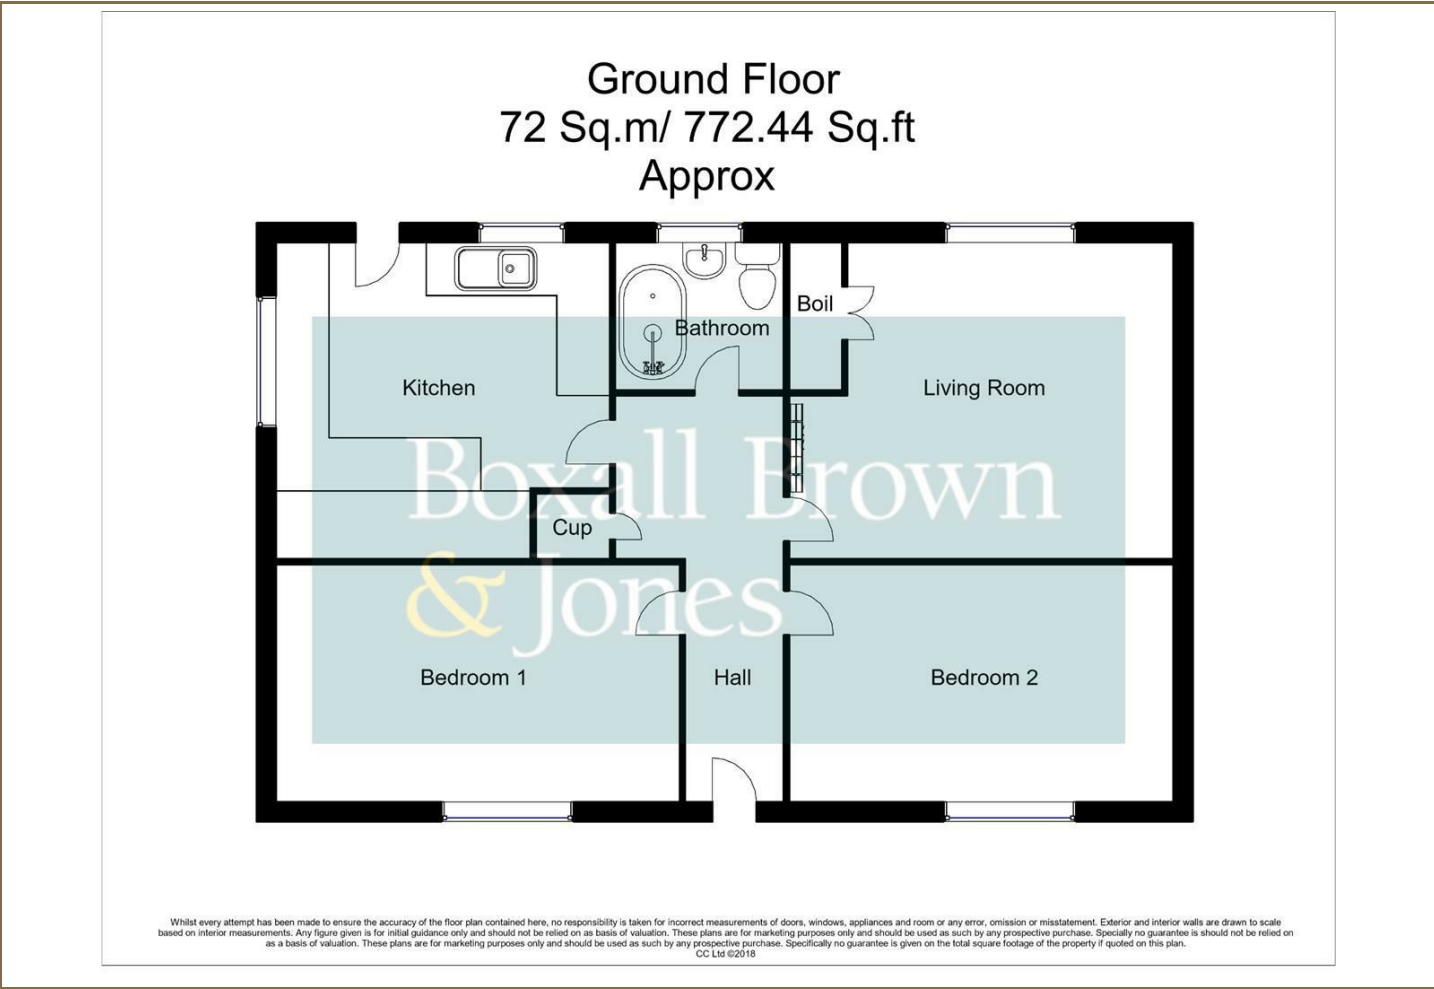 Ground Floor
72 Sq.m/ 772.44 Sq.ft
Approx
Boil
Bathroom
Kitchen
Living Room
Boxall Brown
Cup
& Jones
Bedroom 1
Hall
Bedroom 2
Whilst every attempt has been made to ensure the accuracy of the floor plan contained here, no responsibility is taken for incorrect measurements of doors, windows, appliances and room or any error, omission or misstatement. Exterior and interior walls are drawn to scale
based on interior measurements. Any figure given is for initial guidance only and should not be relied on as basis of valuation. These plans are for marketing purposes only and should be used as such by any prospective purchase. Specially no guarantee is should not be relied on
as a basis of valuation. These plans are for marketing purposes only and should be used as such by any prospective purchase. Specifically no guarantee is given on the total square footage of the property if quoted on this plan.
CC Ltd ©2018